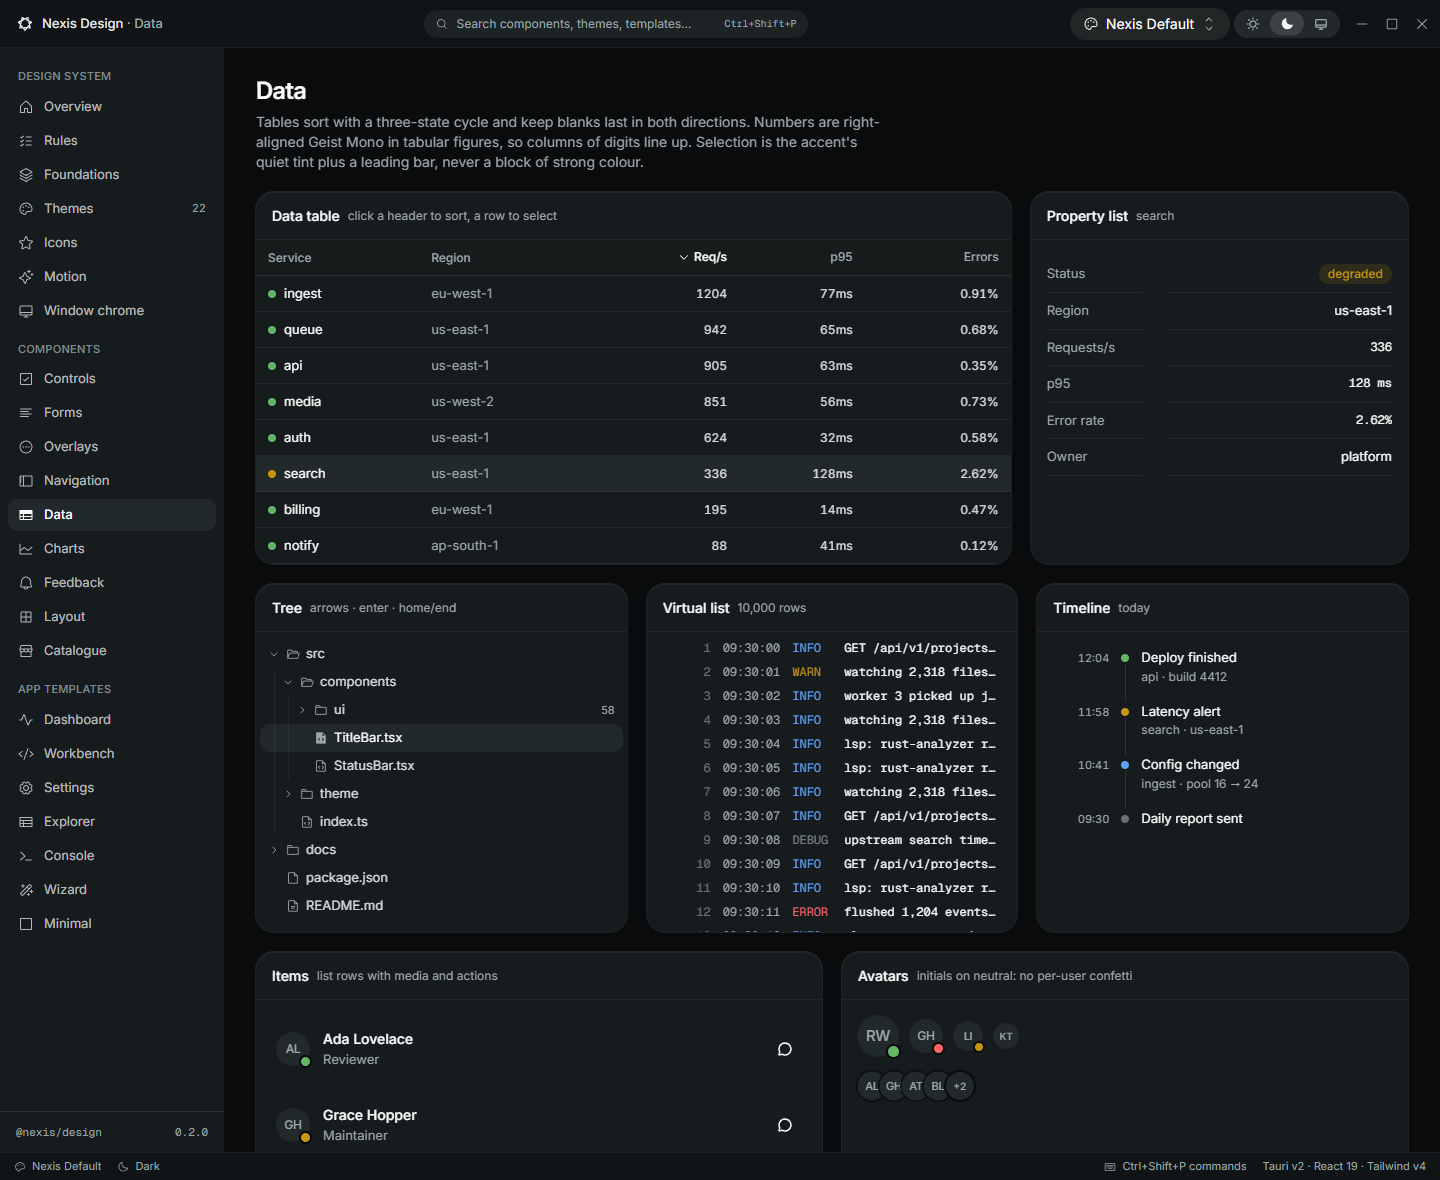 Nexis Design · Data
Search components, themes, templates... Ctrl+Shift+P
Nexis Default
DESIGN SYSTEM
Overview
Rules
Foundations
Themes 22
Icons
Motion
Window chrome
COMPONENTS
Controls
Forms
Overlays
Navigation
Data
Charts
Feedback
Layout
Catalogue
APP TEMPLATES
Dashboard
Workbench
Settings
Explorer
Console
Wizard
Minimal
@nexis/design 0.2.0
Data
Tables sort with a three-state cycle and keep blanks last in both directions. Numbers are right-
aligned Geist Mono in tabular figures, so columns of digits line up. Selection is the accent's
quiet tint plus a leading bar, never a block of strong colour.
Data table click a header to sort, a row to select
Service Region Req/s p95 Errors
ingest eu-west-1 1204 77ms 0.91%
queue us-east-1 942 65ms 0.68%
api us-east-1 905 63ms 0.35%
media us-west-2 851 56ms 0.73%
auth us-east-1 624 32ms 0.58%
search us-east-1 336 128ms 2.62%
billing eu-west-1 195 14ms 0.47%
notify ap-south-1 88 41ms 0.12%
Property list search
Status degraded
Region us-east-1
Requests/s 336
p95 128 ms
Error rate 2.62%
Owner platform
Tree arrows · enter · home/end
src
components
ui 58
TitleBar.tsx
StatusBar.tsx
theme
index.ts
docs
package.json
README.md
Virtual list 10,000 rows
1 09:30:00 INFO GET /api/v1/projects…
2 09:30:01 WARN watching 2,318 files…
3 09:30:02 INFO worker 3 picked up j…
4 09:30:03 INFO watching 2,318 files…
5 09:30:04 INFO lsp: rust-analyzer r…
6 09:30:05 INFO lsp: rust-analyzer r…
7 09:30:06 INFO watching 2,318 files…
8 09:30:07 INFO GET /api/v1/projects…
9 09:30:08 DEBUG upstream search time…
10 09:30:09 INFO GET /api/v1/projects…
11 09:30:10 INFO lsp: rust-analyzer r…
12 09:30:11 ERROR flushed 1,204 events…
Timeline today
12:04 Deploy finished
api · build 4412
11:58 Latency alert
search · us-east-1
10:41 Config changed
ingest · pool 16 → 24
09:30 Daily report sent
Items list rows with media and actions
AL Ada Lovelace
Reviewer
GH Grace Hopper
Maintainer
Avatars initials on neutral: no per-user confetti
RW GH LI KT
AL GH AT BL +2
Nexis Default Dark
Ctrl+Shift+P commands Tauri v2 · React 19 · Tailwind v4